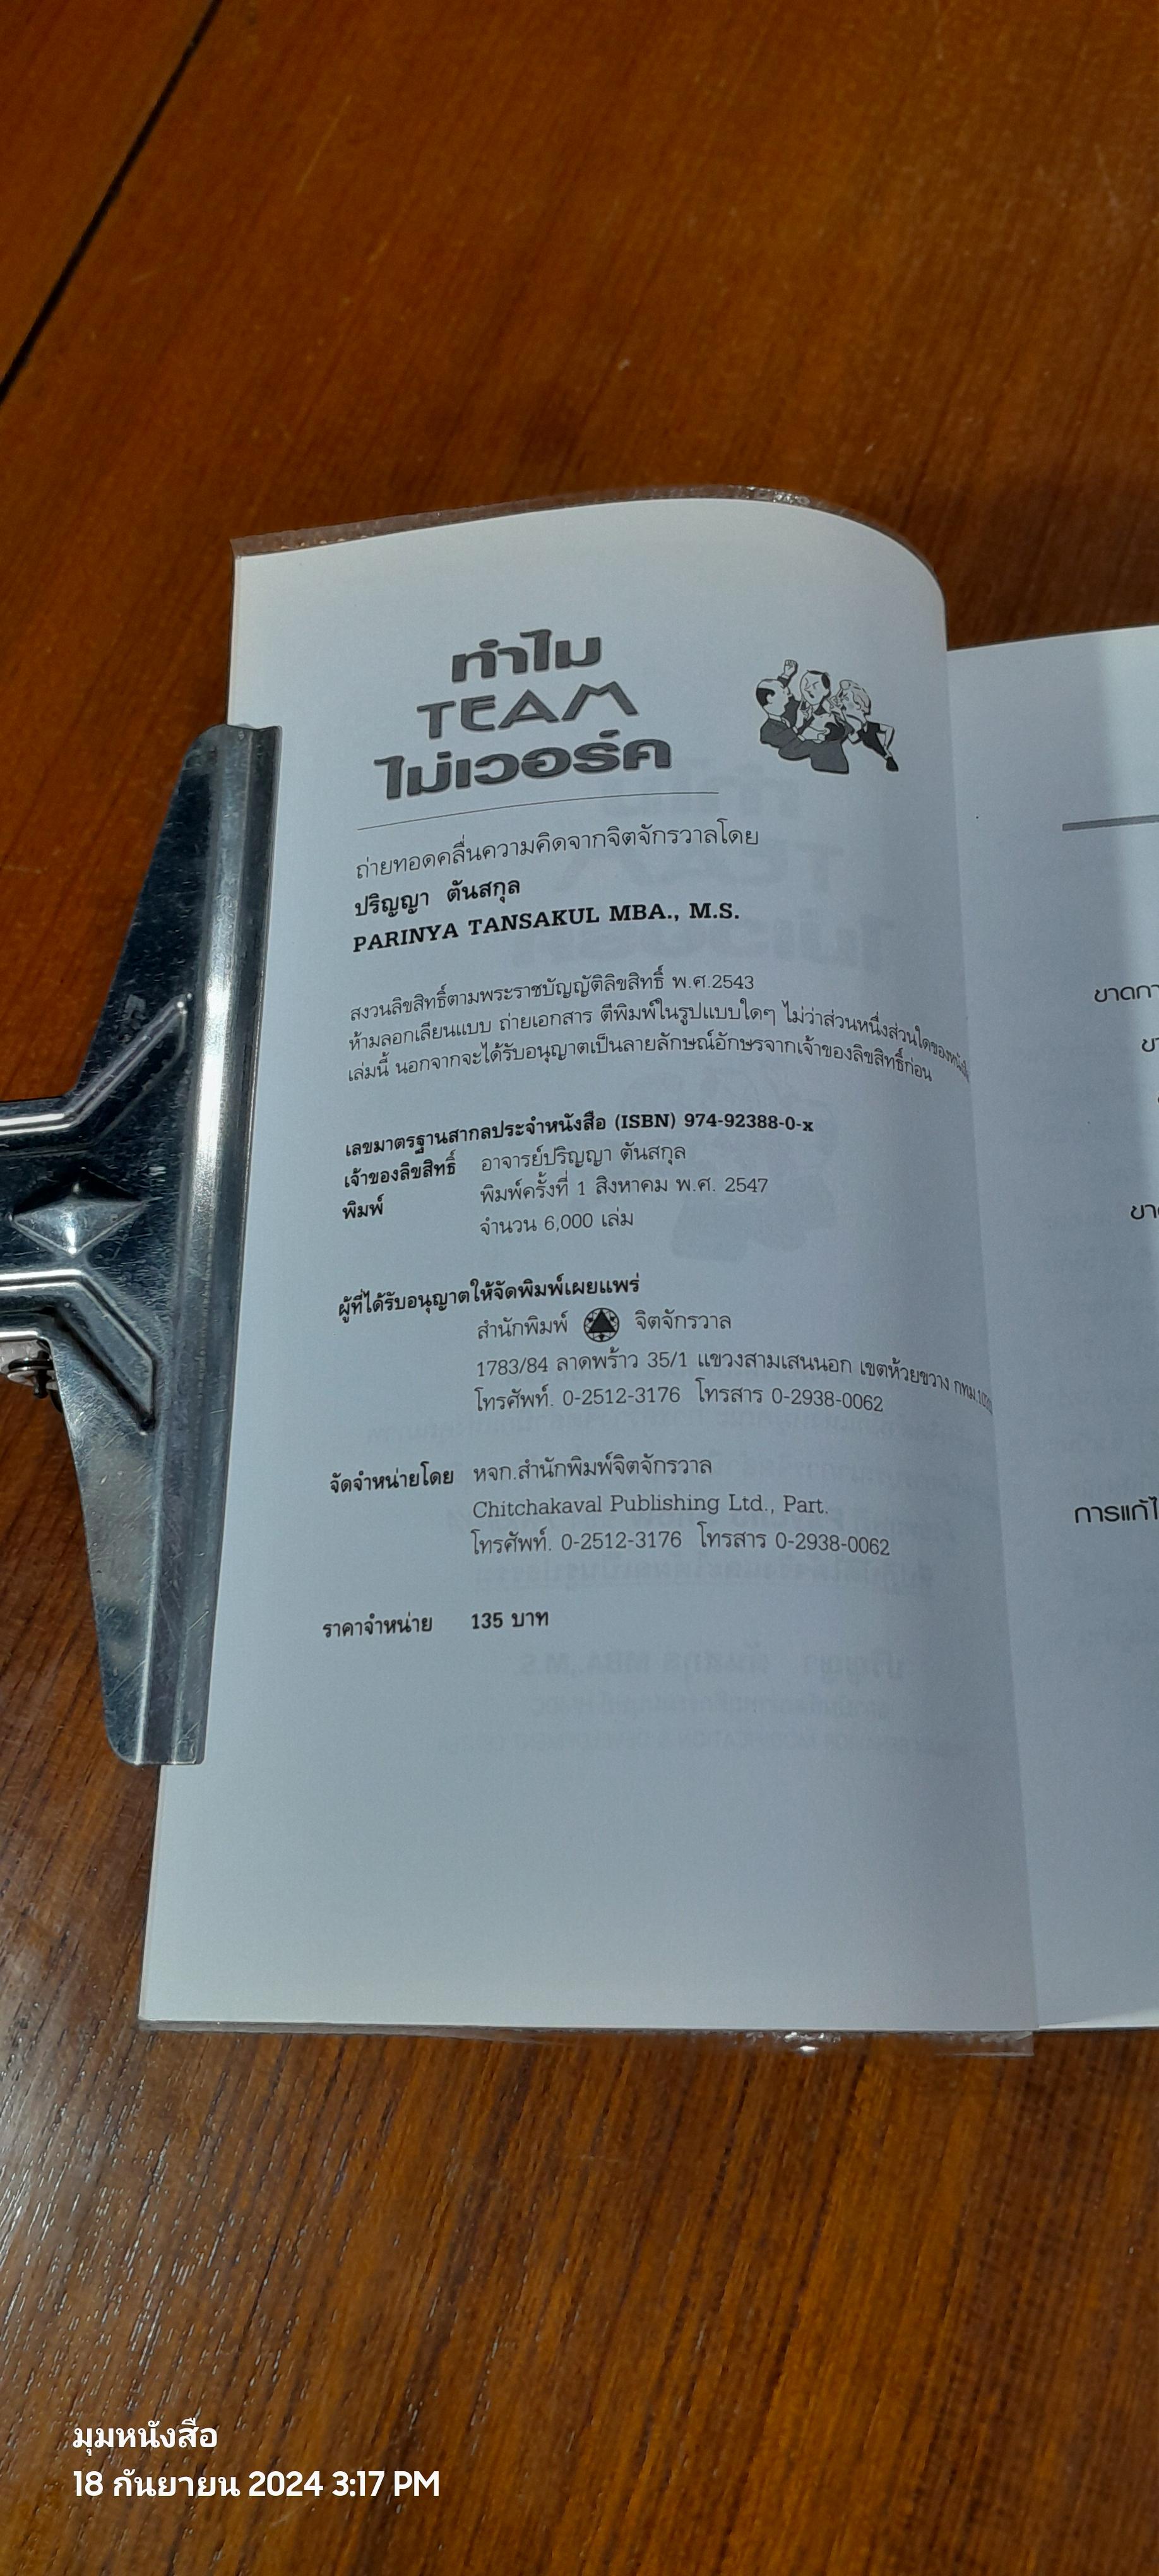 ทำไม
TEAM
ไม่เวอร์ค
ถ่ายทอดคลื่นความคิดจากจิตจักรวาลโดย
ปริญญา ตันสกุล
PARINYA TANSAKUL MBA., M.S.
สงวนลิขสิทธิ์ตามพระราชบัญญัติลิขสิทธิ์ พ.ศ.2543
ห้ามลอกเลียนแบบ ถ่ายเอกสาร ตีพิมพ์ในรูปแบบใดๆ ไม่ว่าส่วนหนึ่งส่วนใดของหนังสือ
เล่มนี้ นอกจากจะได้รับอนุญาตเป็นลายลักษณ์อักษรจากเจ้าของลิขสิทธิ์ก่อน
เลขมาตรฐานสากลประจำหนังสือ (ISBN) 974-92388-0-x
เจ้าของลิขสิทธิ์ อาจารย์ปริญญา ตันสกุล
พิมพ์ พิมพ์ครั้งที่ 1 สิงหาคม พ.ศ. 2547
จำนวน 6,000 เล่ม
ผู้ที่ได้รับอนุญาตให้จัดพิมพ์เผยแพร่
สำนักพิมพ์ จิตจักรวาล
1783/84 ลาดพร้าว 35/1 แขวงสามเสนนอก เขตห้วยขวาง กทม.
โทรศัพท์. 0-2512-3176 โทรสาร 0-2938-0062
จัดจำหน่ายโดย หจก.สำนักพิมพ์จิตจักรวาล
Chitchakaval Publishing Ltd., Part.
โทรศัพท์. 0-2512-3176 โทรสาร 0-2938-0062
ราคาจำหน่าย 135 บาท
การแก้ไ
มุมหนังสือ
18 กันยายน 2024 3:17 PM